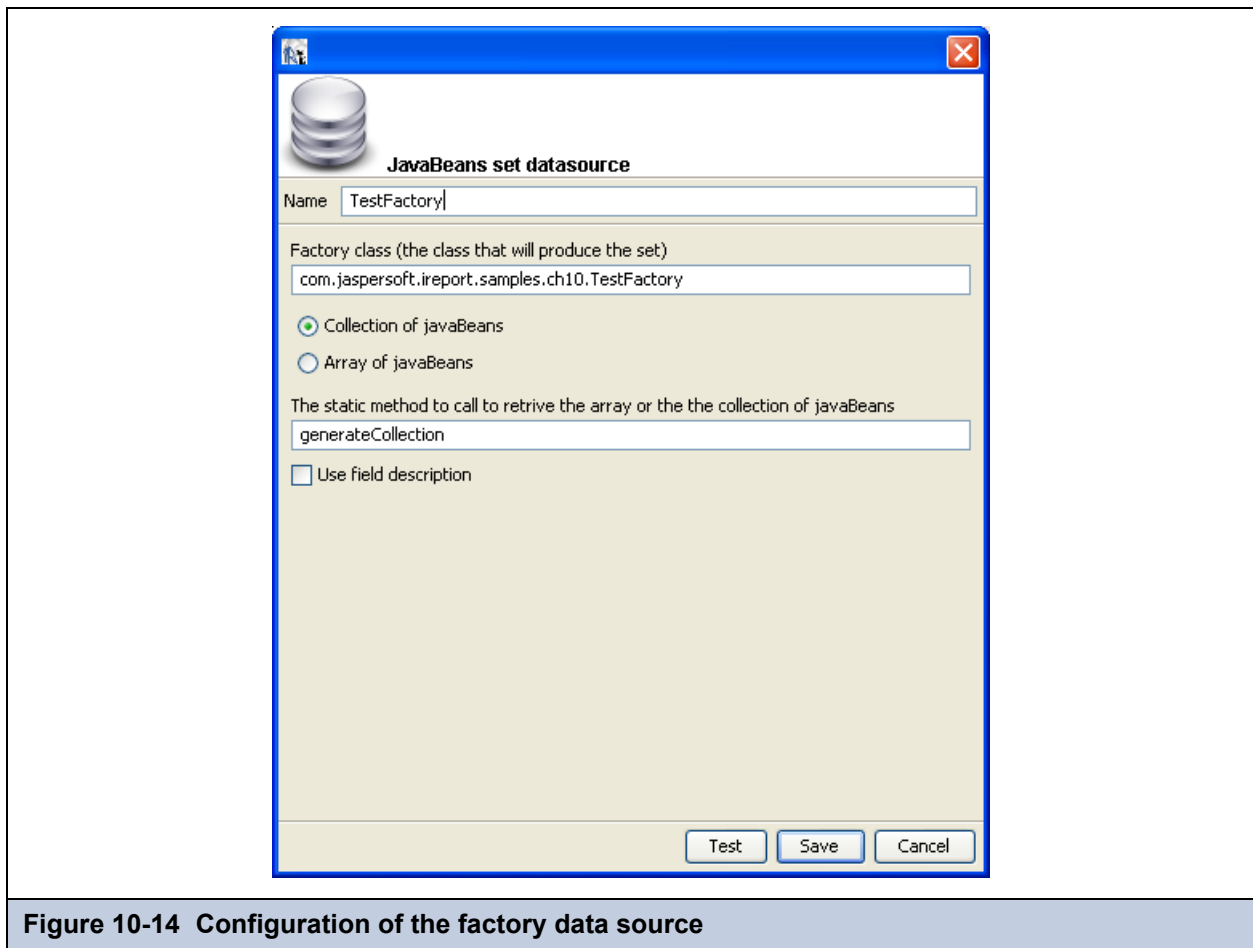 JavaBeans set datasource
Name TestFactory
Factory class (the class that will produce the set)
com.jaspersoft.ireport.samples.ch10.TestFactory
Collection of javaBeans
Array of javaBeans
The static method to call to retrive the array or the the collection of javaBeans
generateCollection
Use field description
Test Save Cancel
Figure 10-14 Configuration of the factory data source